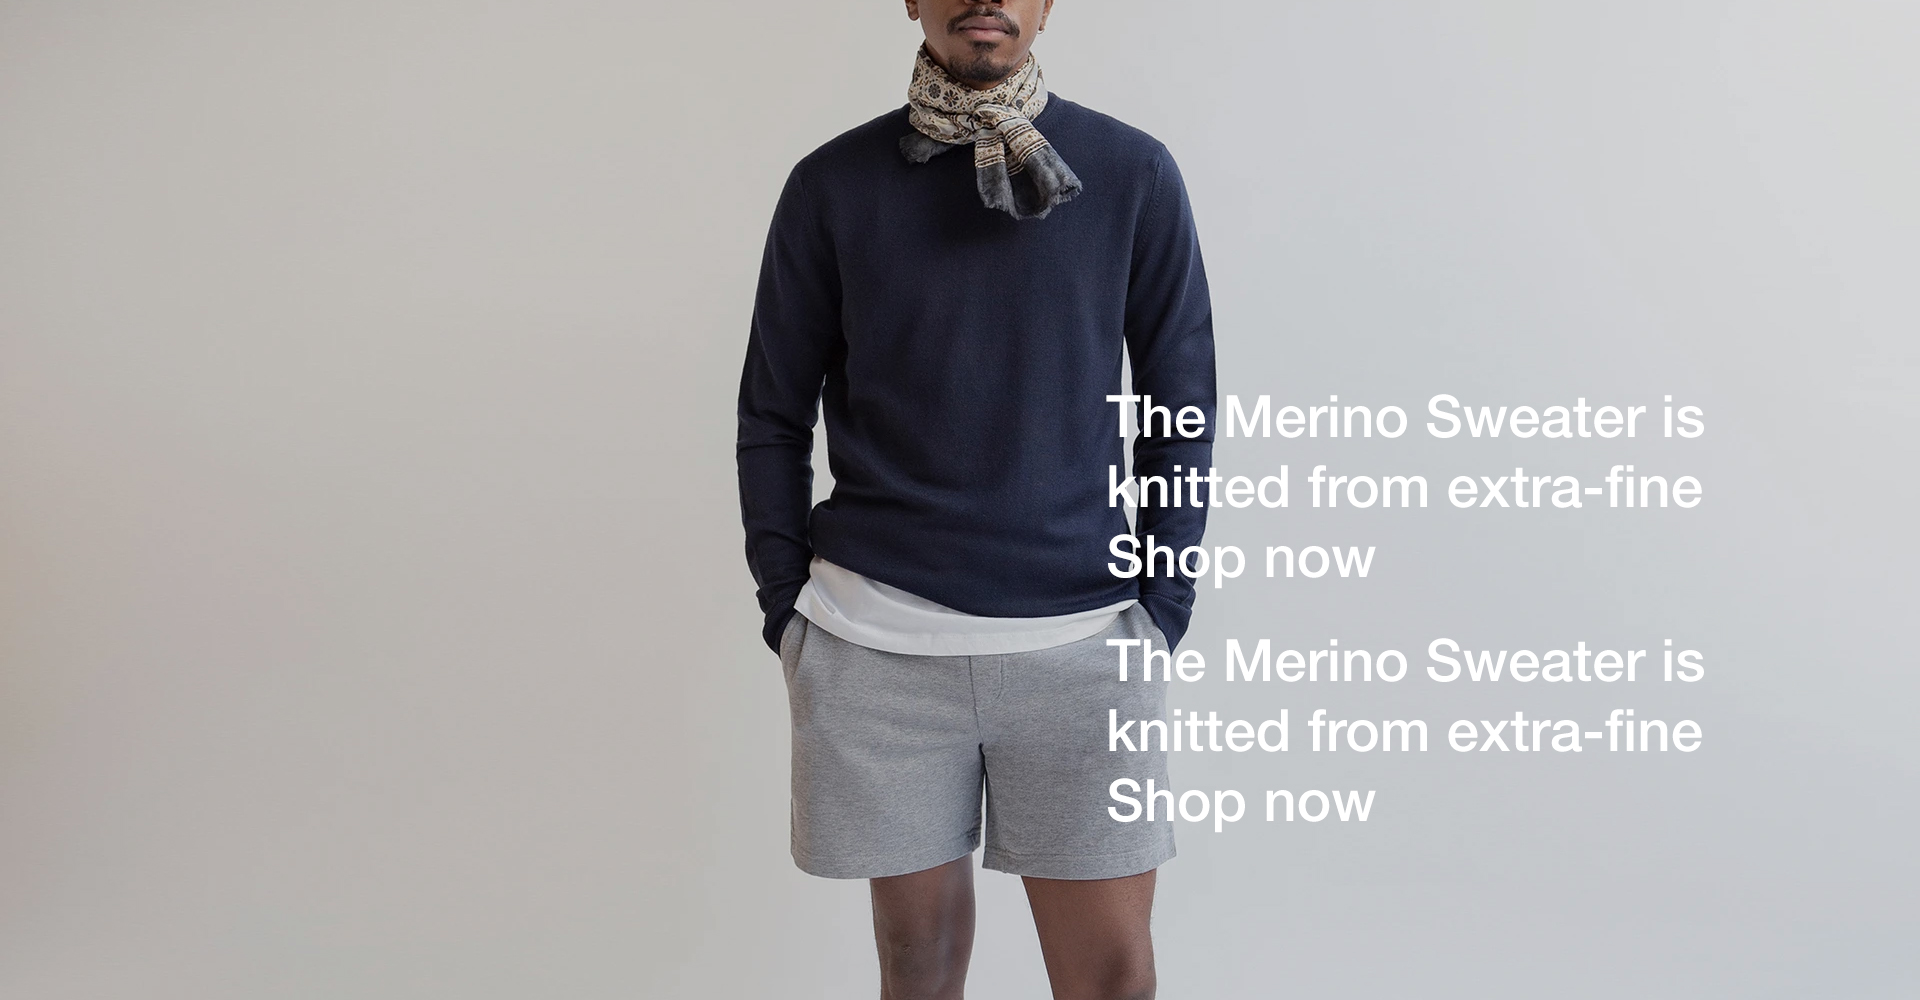 The Merino Sweater is
knitted from extra-fine
Shop now
The Merino Sweater is
knitted from extra-fine
Shop now